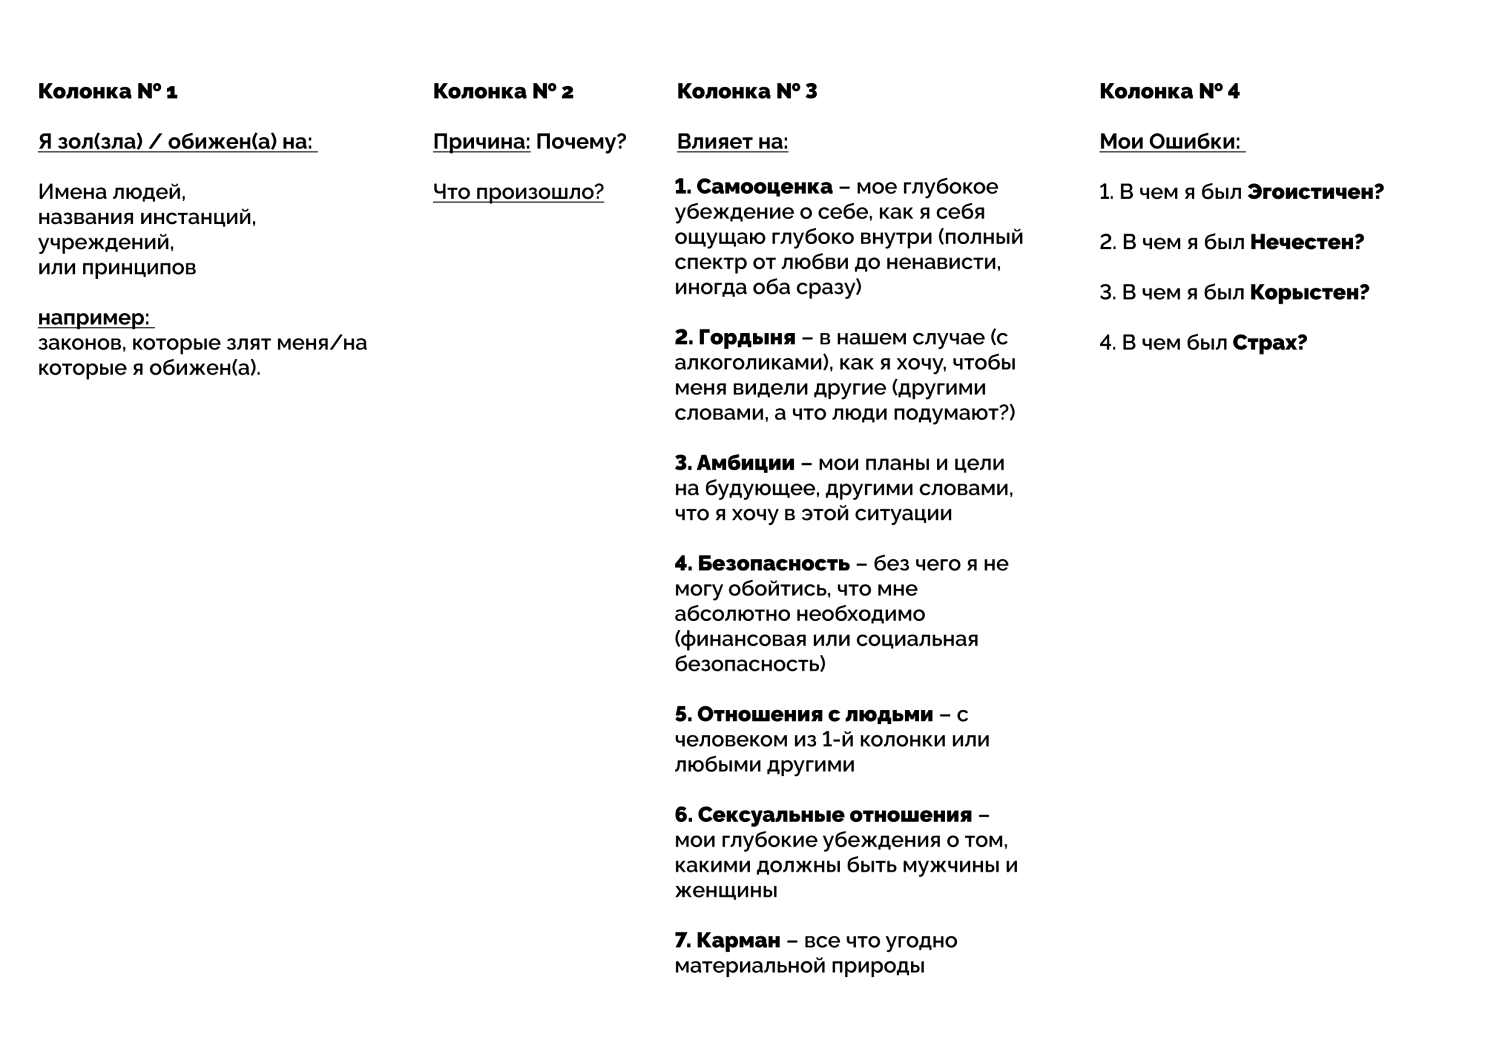 Колонка № 1
Я зол(зла) / обижен(а) на:
Имена людей,
названия инстанций,
учреждений,
или принципов
например:
законов, которые злят меня/на
которые я обижен(а).
Колонка № 2
Причина: Почему?
Что произошло?
Колонка № 3
Влияет на:
1. Самооценка – мое глубокое
убеждение о себе, как я себя
ощущаю глубоко внутри (полный
спектр от любви до ненависти,
иногда оба сразу)
2. Гордыня – в нашем случае (с
алкоголиками), как я хочу, чтобы
меня видели другие (другими
словами, а что люди подумают?)
3. Амбиции – мои планы и цели
на будующее, другими словами,
что я хочу в этой ситуации
4. Безопасность – без чего я не
могу обойтись, что мне
абсолютно необходимо
(финансовая или социальная
безопасность)
5. Отношения с людьми – с
человеком из 1-й колонки или
любыми другими
6. Сексуальные отношения –
мои глубокие убеждения о том,
какими должны быть мужчины и
женщины
7. Карман – все что угодно
материальной природы
Колонка № 4
Мои Ошибки:
1. В чем я был Эгоистичен?
2. В чем я был Нечестен?
3. В чем я был Корыстен?
4. В чем был Страх?